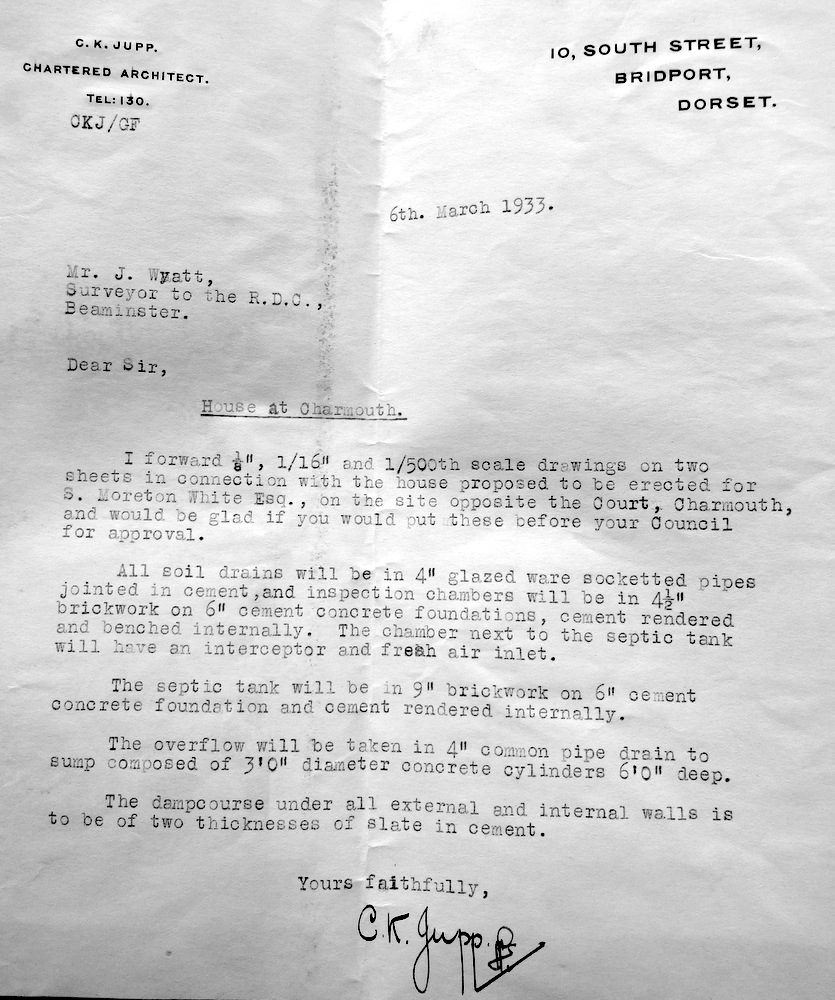 C. K. JUPP.
CHARTERED ARCHITECT.
TEL: 130.
CKJ/GF
10, SOUTH STREET,
BRIDPORT,
DORSET.
6th. March 1933.
Mr. J. Wyatt,
Surveyor to the R.D.C.,
Beaminster.
Dear Sir,
House at Charmouth.
I forward ⅛", 1/16" and 1/500th scale drawings on two
sheets in connection with the house proposed to be erected for
S. Moreton White Esq., on the site opposite the Court, Charmouth,
and would be glad if you would put these before your Council
for approval.
All soil drains will be in 4" glazed ware socketted pipes
jointed in cement,and inspection chambers will be in 4½"
brickwork on 6" cement concrete foundations, cement rendered
and benched internally. The chamber next to the septic tank
will have an interceptor and fresh air inlet.
The septic tank will be in 9" brickwork on 6" cement
concrete foundation and cement rendered internally.
The overflow will be taken in 4" common pipe drain to
sump composed of 3'0" diameter concrete cylinders 6'0" deep.
The dampcourse under all external and internal walls is
to be of two thicknesses of slate in cement.
Yours faithfully,
C.K. Jupp.